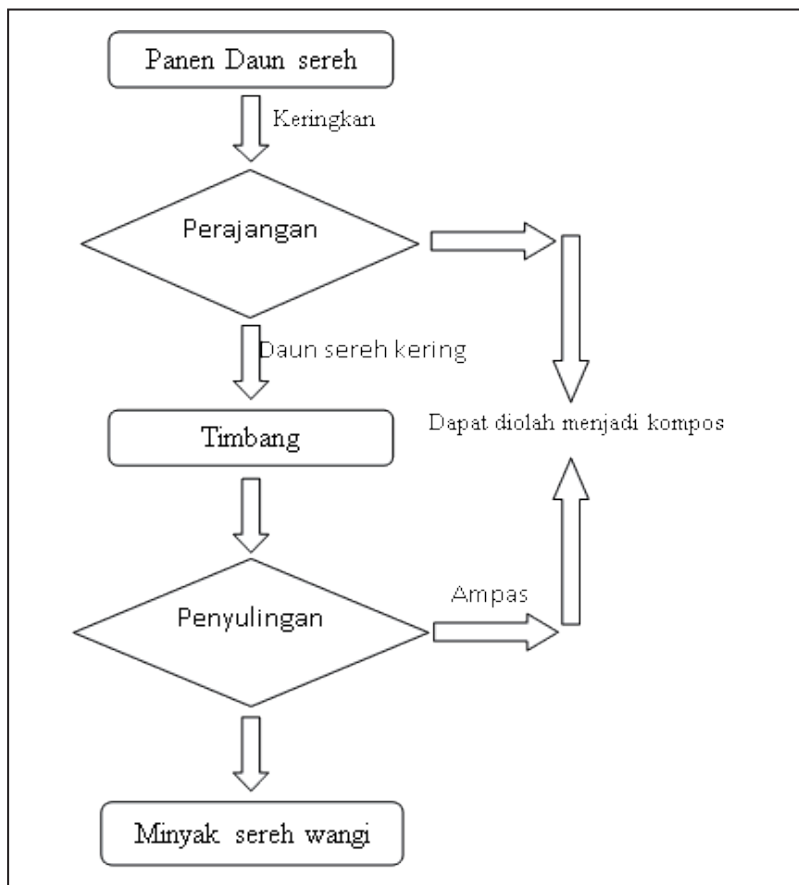 Panen Daun sereh
Keringkan
Perajangan
Daun sereh kering
Timbang
Dapat diolah menjadi kompos
Ampas
Penyulingan
Minyak sereh wangi